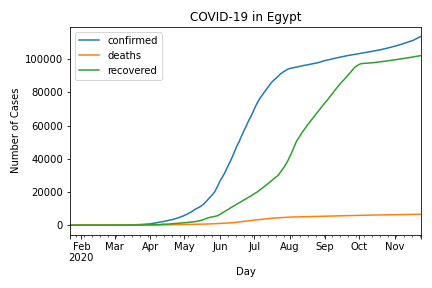 COVID-19 in Egypt
confirmed
deaths
recovered
Number of Cases
100000
80000
60000
40000
20000
0
Feb Mar Apr May Jun Jul Aug Sep Oct Nov
2020
Day